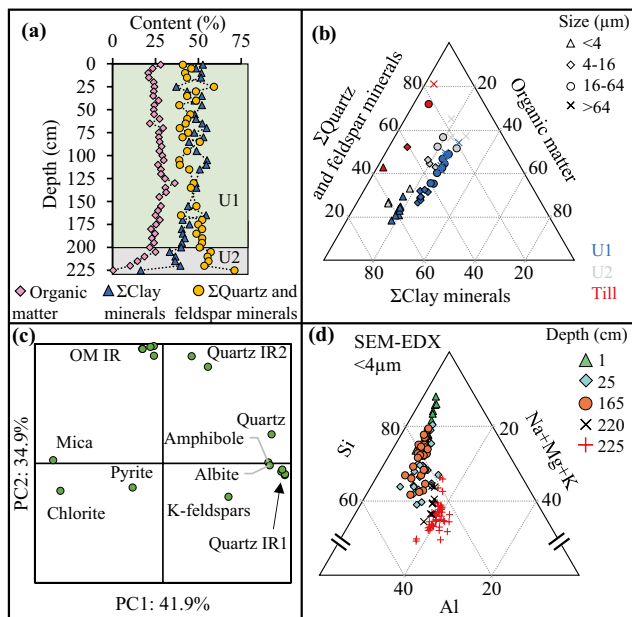 (a)
Content (%)
0 25 50 75
Depth (cm)
0
25
50
75
100
125
150
175
200
225
U1
U2
Organic matter
ΣClay minerals
ΣQuartz and feldspar minerals
(b)
Size (µm)
<4
4-16
16-64
>64
ΣQuartz and feldspar minerals
Organic matter
80 20
60 40
40 60
20 80
80 60 40 20
ΣClay minerals
U1
U2
Till
(c)
OM IR
Quartz IR2
Quartz
Amphibole
Mica
Pyrite
Albite
Chlorite
K-feldspars
Quartz IR1
PC2: 34.9%
PC1: 41.9%
(d)
SEM-EDX
<4µm
Depth (cm)
1
25
165
220
225
Si
Na+Mg+K
80 20
60 40
40 20
Al